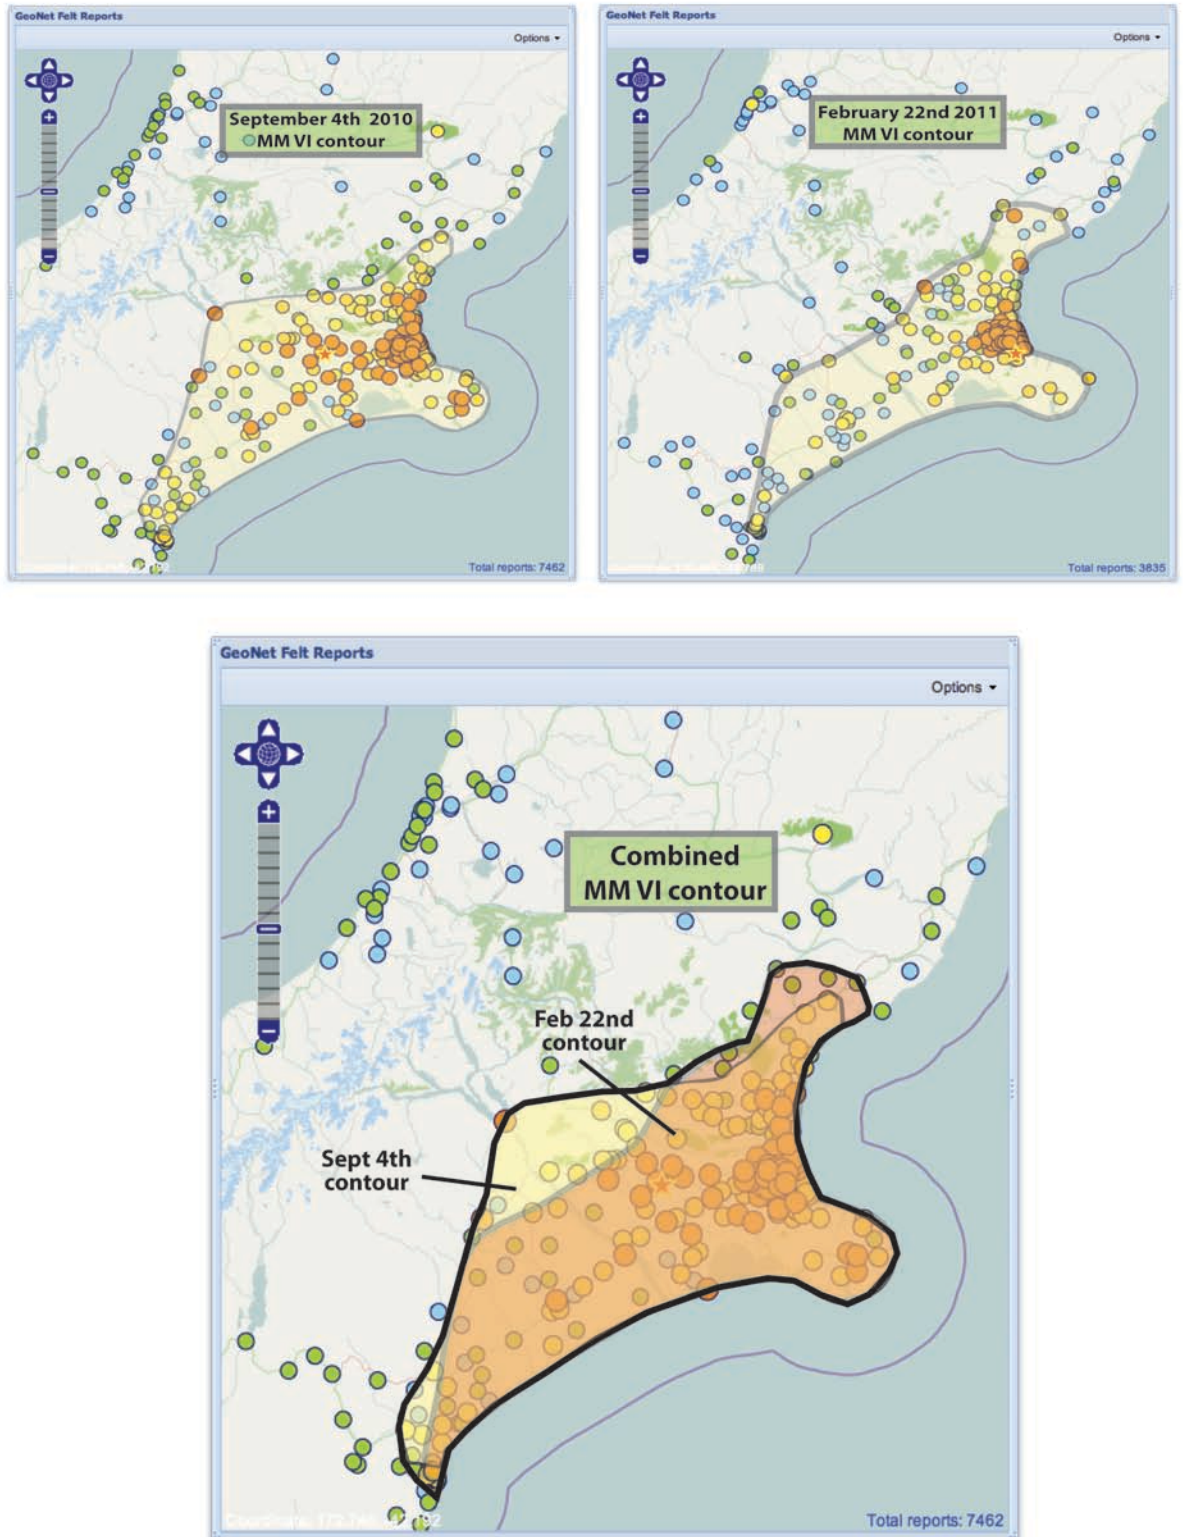 GeoNet Felt Reports
Options
September 4th 2010
MM VI contour
Total reports: 7462
GeoNet Felt Reports
Options
February 22nd 2011
MM VI contour
Total reports: 3835
GeoNet Felt Reports
Options
Combined
MM VI contour
Feb 22nd
contour
Sept 4th
contour
Total reports: 7462